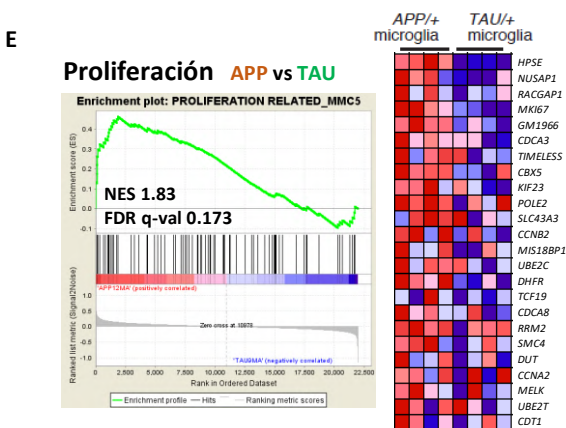 E
Proliferación APP vs TAU
Enrichment plot: PROLIFERATION RELATED_MMC5
Enrichment score (ES)
0.4
0.3
0.2
0.1
0.0
-0.1
NES 1.83
FDR q-val 0.173
Ranked list metric (Signal2Noise)
'APP12MA' (positively correlated)
1.0
0.5
0.0
-0.5
-1.0
Zero cross at 10978
'TAU9MA' (negatively correlated)
0 2,500 5,000 7,500 10,000 12,500 15,000 17,500 20,000 22,500
Rank in Ordered Dataset
Enrichment profile Hits Ranking metric scores
APP/+ TAU/+
microglia microglia
HPSE
NUSAP1
RACGAP1
MKI67
GM1966
CDCA3
TIMELESS
CBX5
KIF23
POLE2
SLC43A3
CCNB2
MIS18BP1
UBE2C
DHFR
TCF19
CDCA8
RRM2
SMC4
DUT
CCNA2
MELK
UBE2T
CDT1